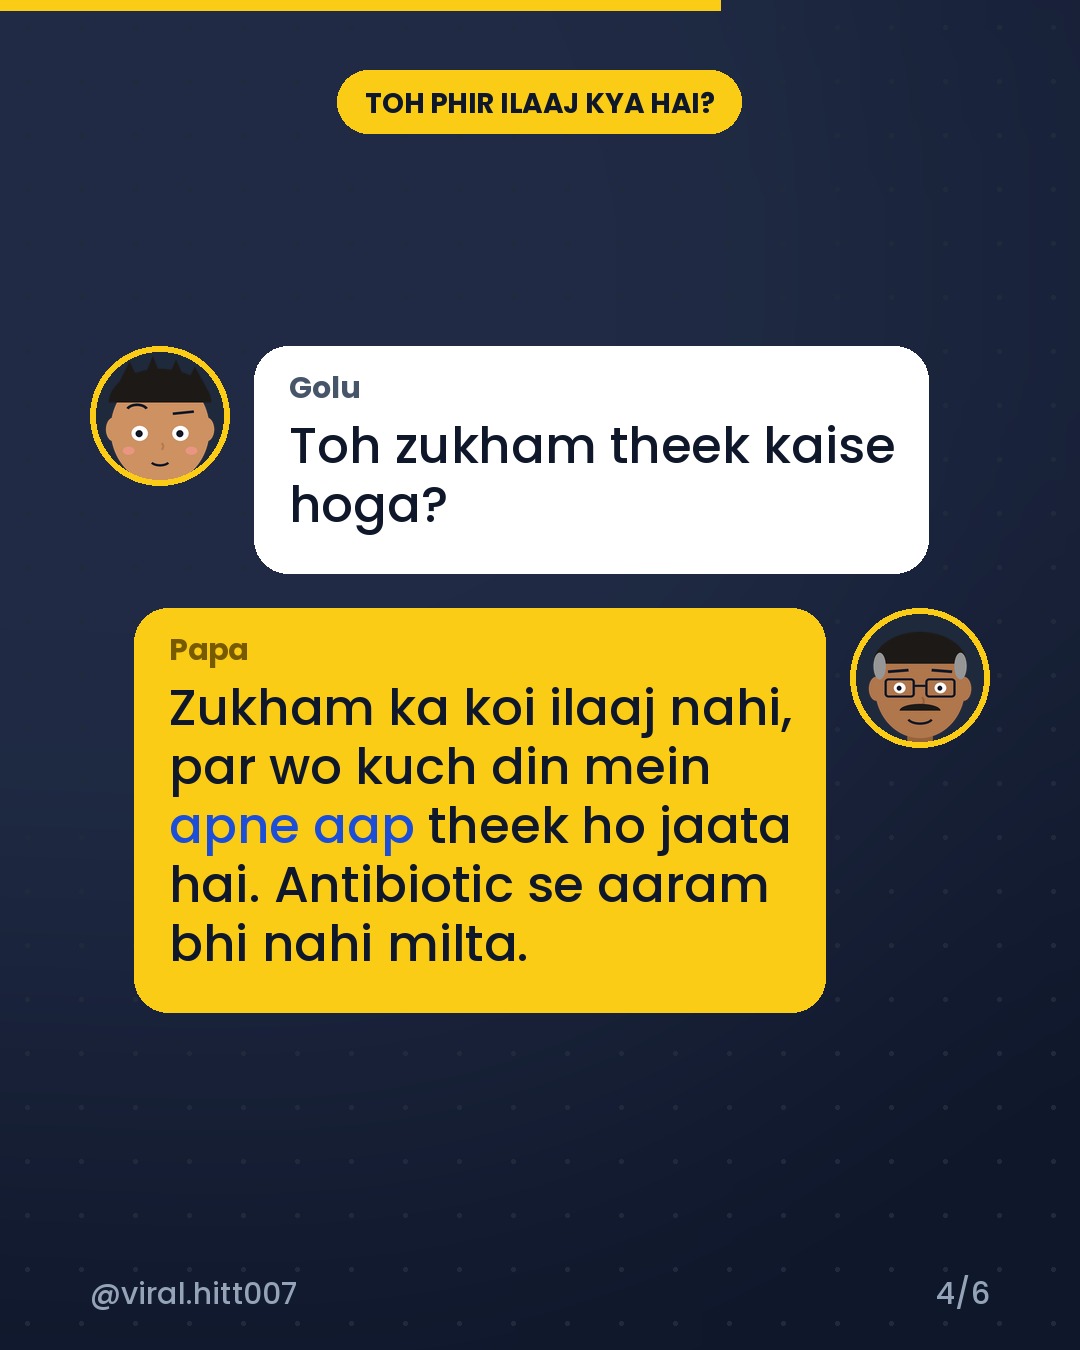 TOH PHIR ILAAJ KYA HAI?
Golu
Toh zukham theek kaise
hoga?
Papa
Zukham ka koi ilaaj nahi,
par wo kuch din mein
apne aap theek ho jaata
hai. Antibiotic se aaram
bhi nahi milta.
@viral.hitt007
4/6